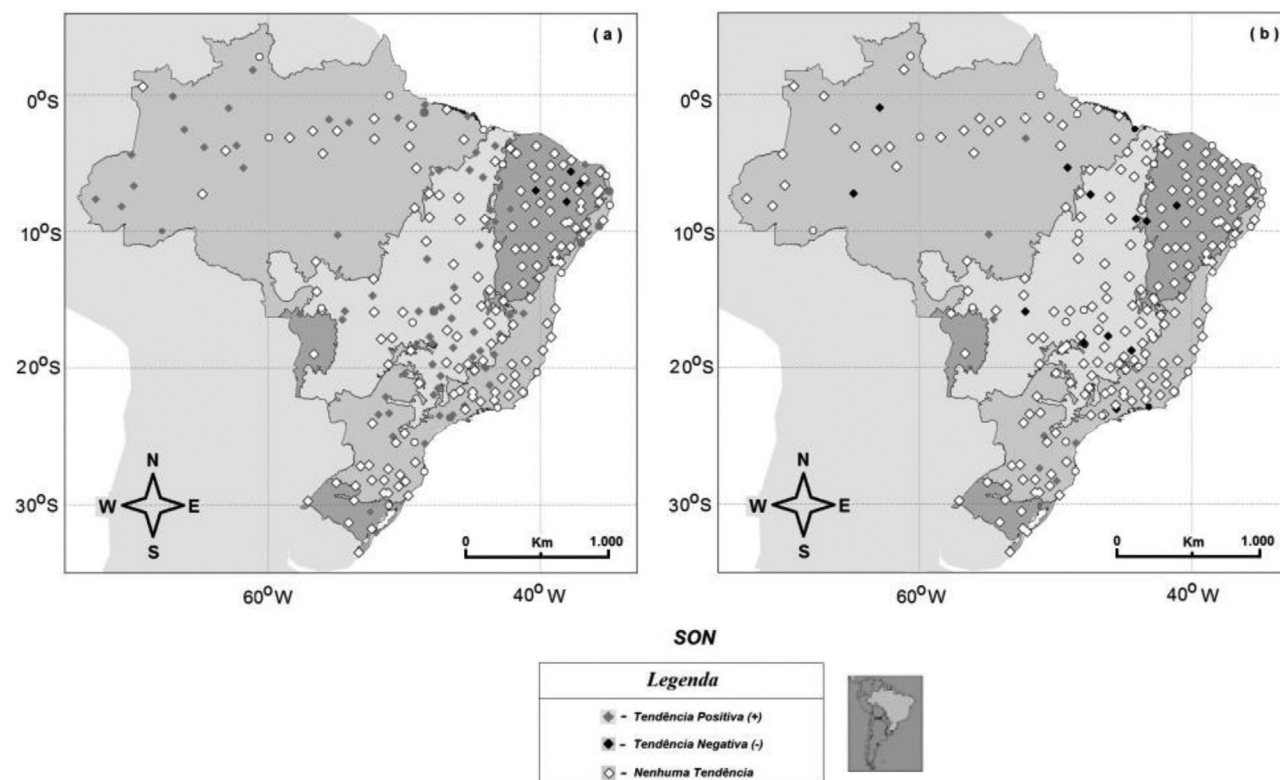 ( a )
( b )
0°S
10°S
20°S
30°S
N
W
E
S
0 Km 1.000
60°W
40°W
0°S
10°S
20°S
30°S
N
W
E
S
0 Km 1.000
60°W
40°W
SON
Legenda
- Tendência Positiva (+)
- Tendência Negativa (-)
- Nenhuma Tendência